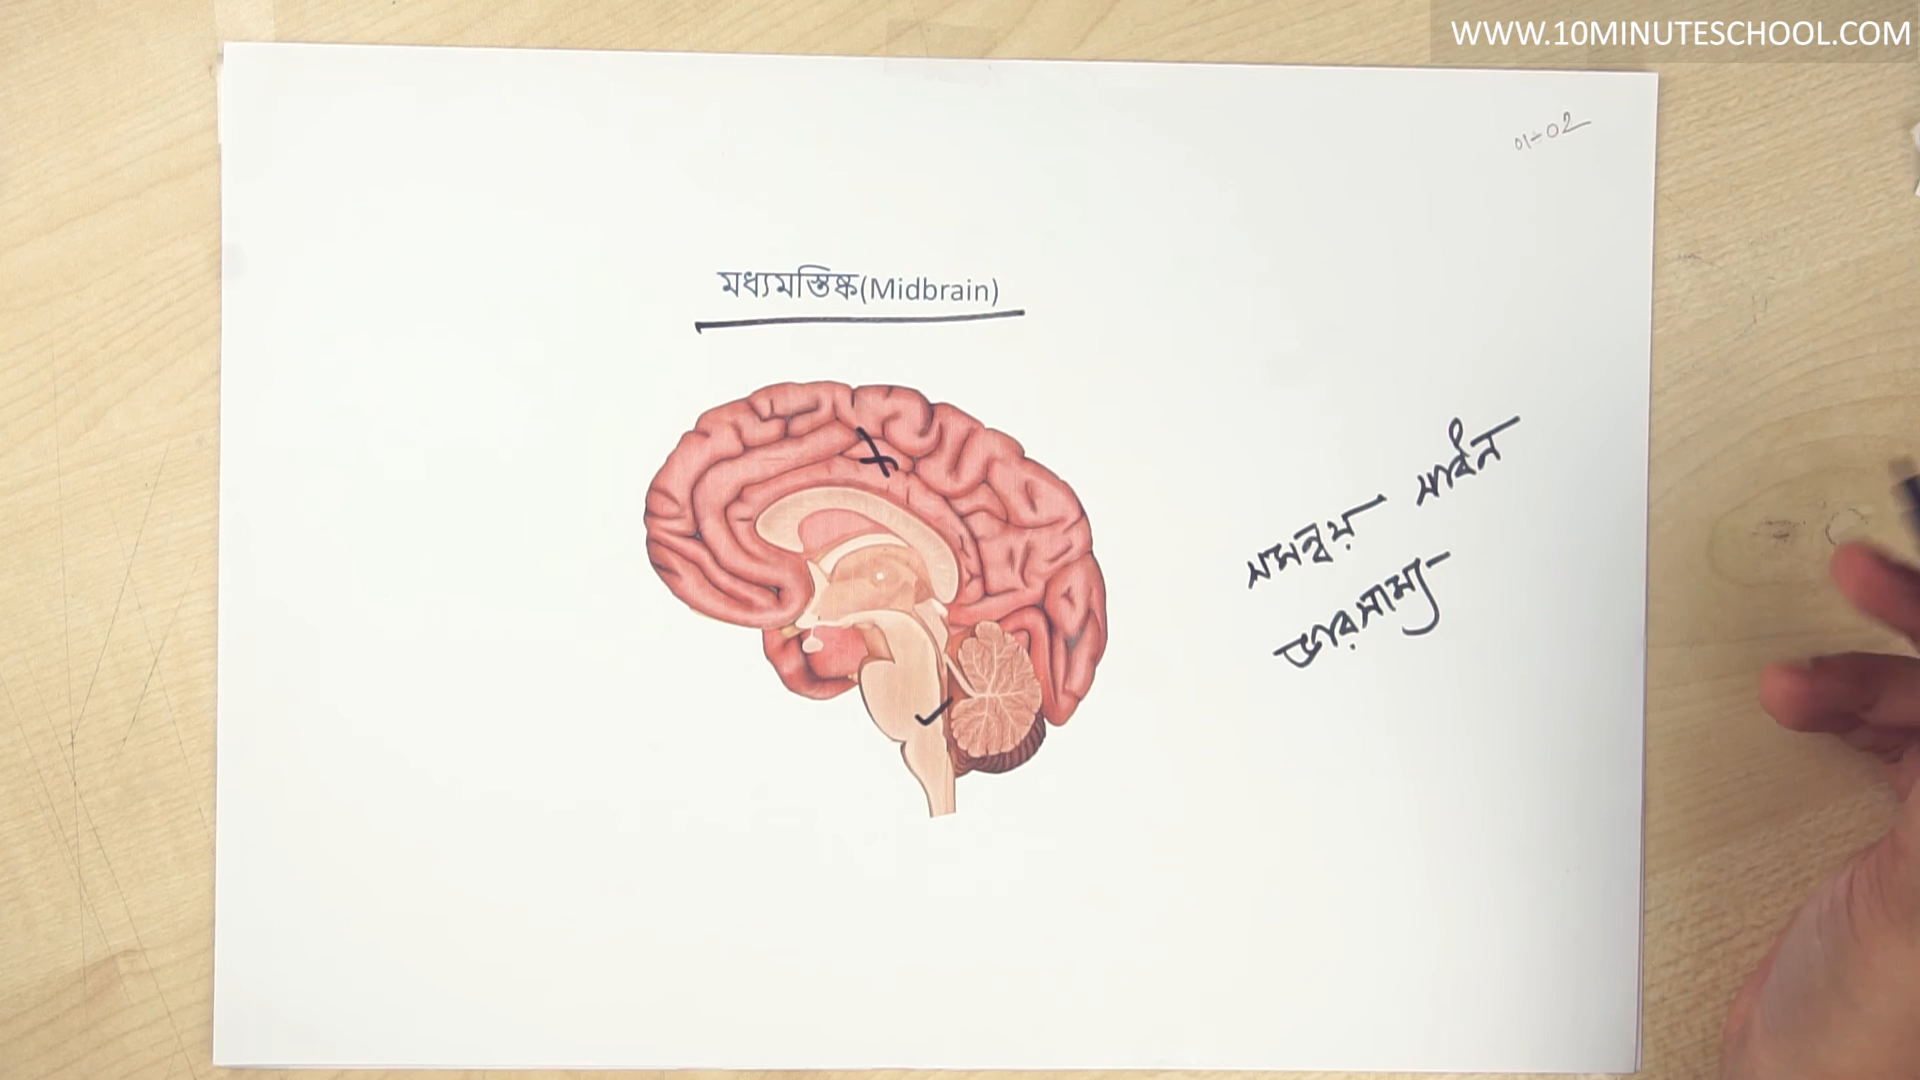 WWW.10MINUTESCHOOL.COM
01-02
মধ্যমস্তিষ্ক(Midbrain)
সমন্বয় সাধন
ভারসাম্য